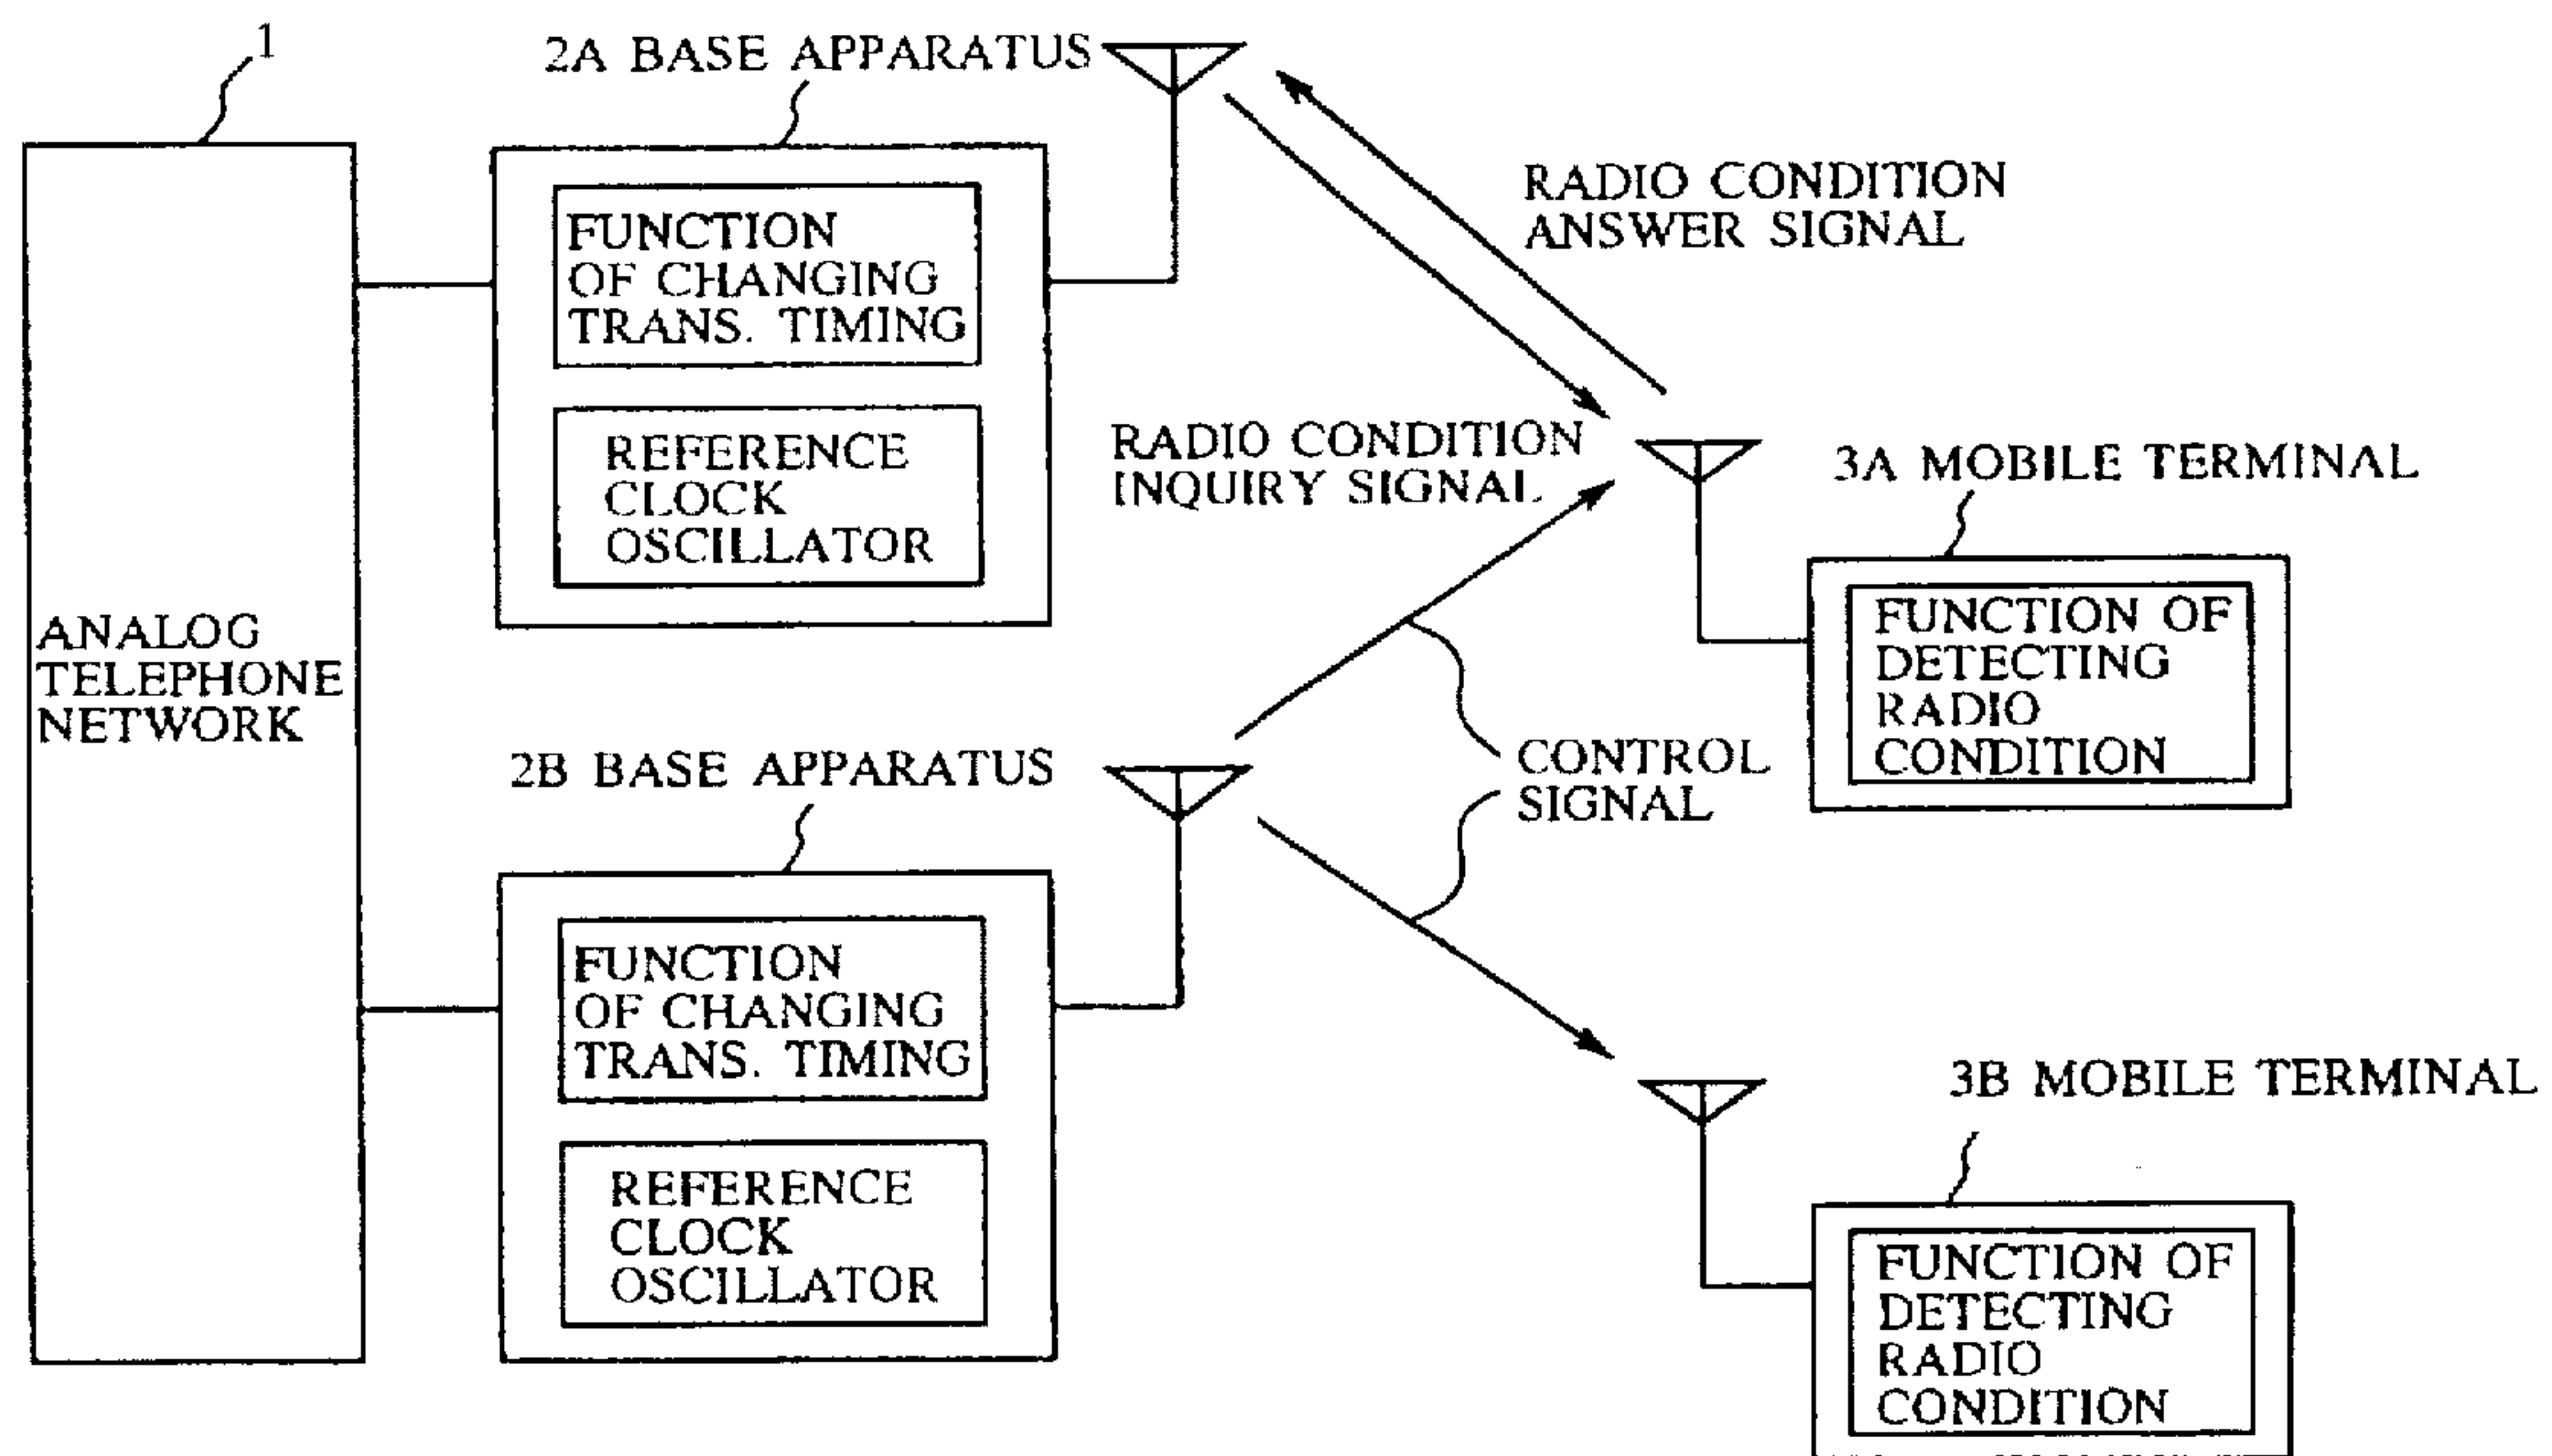 1
2A BASE APPARATUS
FUNCTION
OF CHANGING
TRANS. TIMING
REFERENCE
CLOCK
OSCILLATOR
RADIO CONDITION
ANSWER SIGNAL
RADIO CONDITION
INQUIRY SIGNAL
3A MOBILE TERMINAL
FUNCTION OF
DETECTING
RADIO
CONDITION
ANALOG
TELEPHONE
NETWORK
CONTROL
SIGNAL
2B BASE APPARATUS
FUNCTION
OF CHANGING
TRANS. TIMING
REFERENCE
CLOCK
OSCILLATOR
3B MOBILE TERMINAL
FUNCTION OF
DETECTING
RADIO
CONDITION